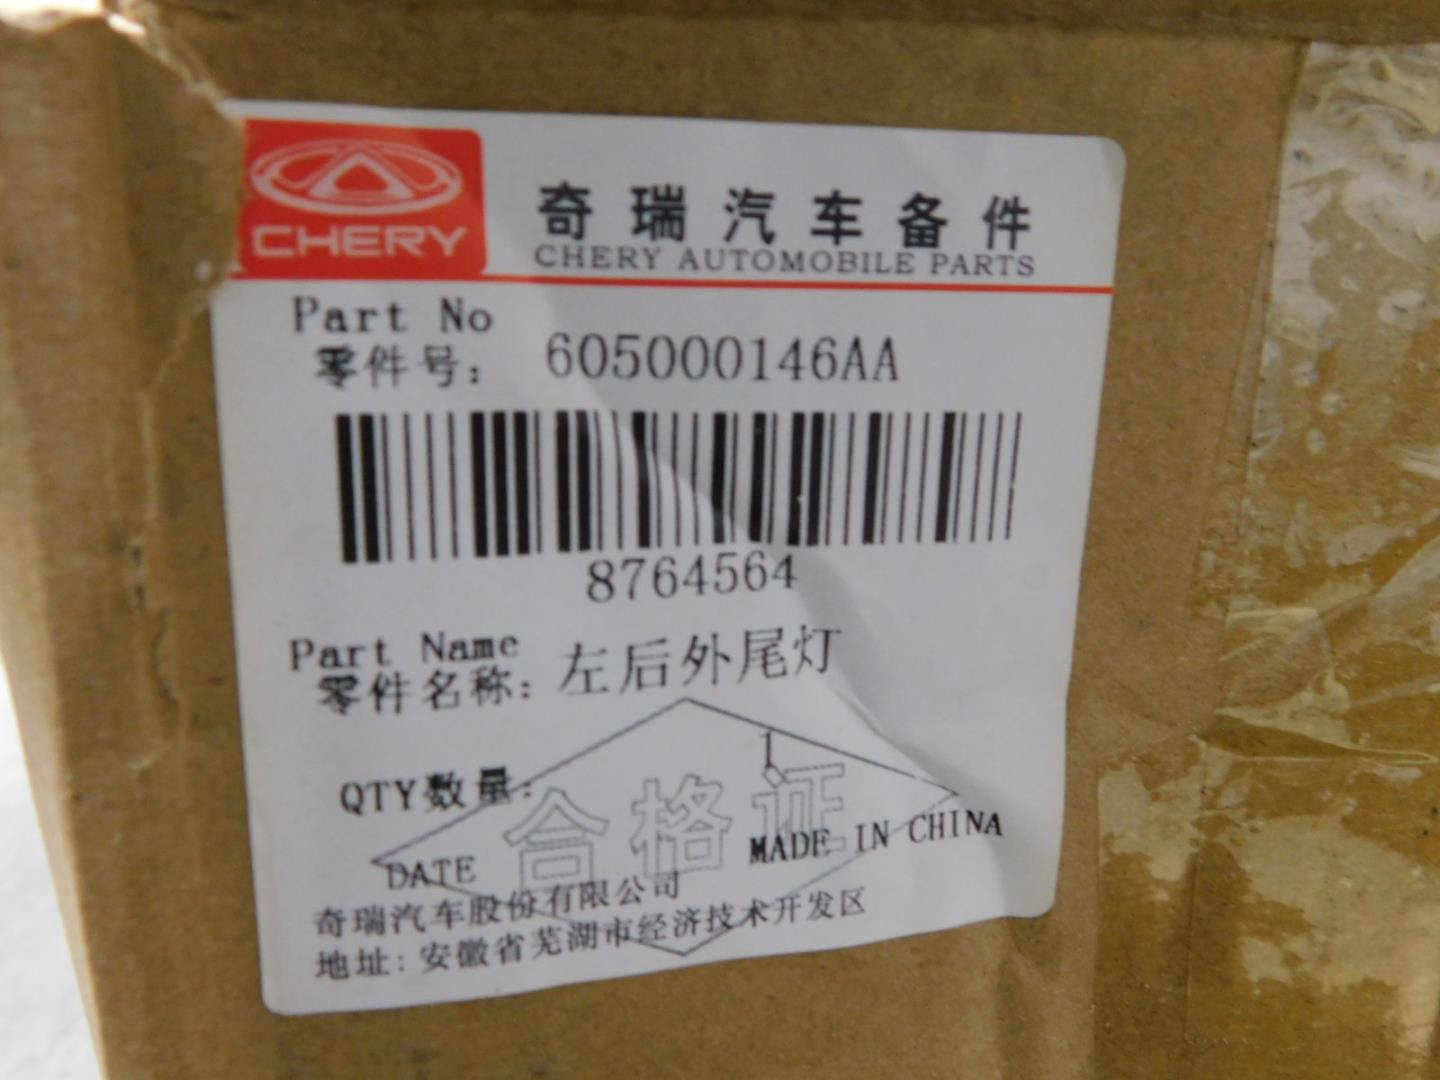 CHERY
奇瑞汽车备件
CHERY AUTOMOBILE PARTS
Part No
零件号: 605000146AA
8764564
Part Name
零件名称: 左后外尾灯
QTY数量: 1
合格证
DATE
MADE IN CHINA
奇瑞汽车股份有限公司
地址: 安徽省芜湖市经济技术开发区